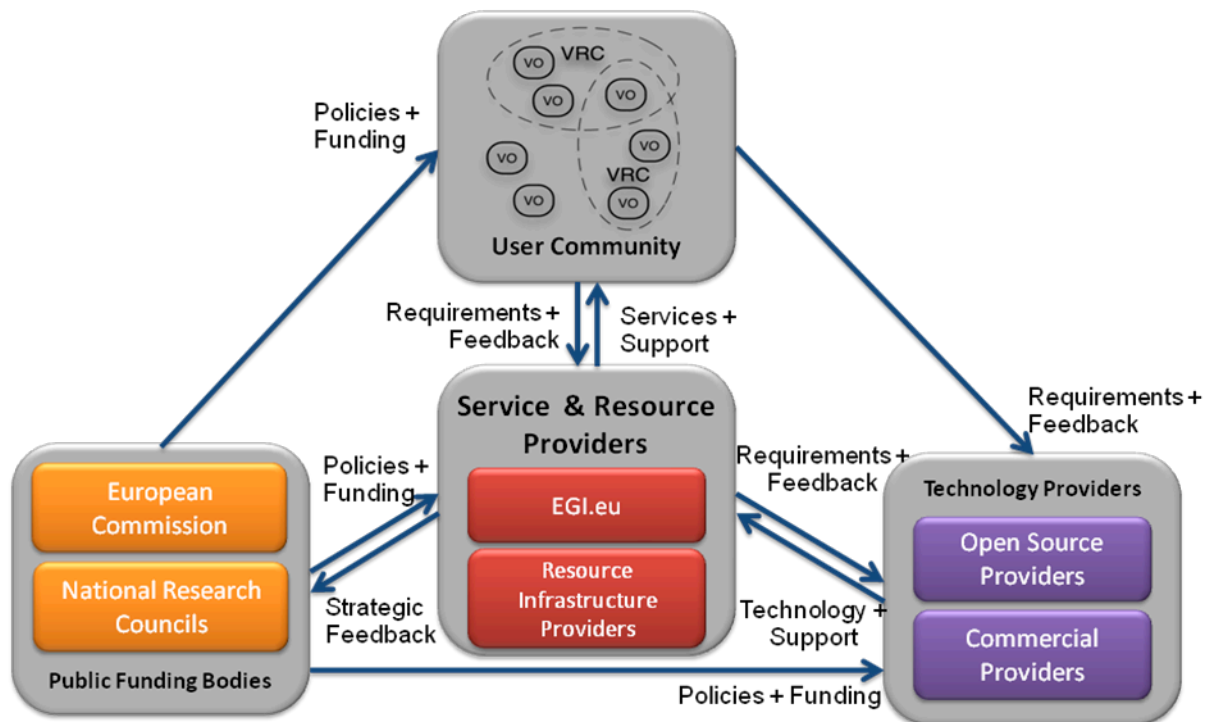 VO
VRC
VO
VO
VO
VO
VRC
VO
VO
User Community
Policies +
Funding
Requirements +
Feedback
Services +
Support
Requirements +
Feedback
Service & Resource
Providers
EGI.eu
Resource
Infrastructure
Providers
Policies +
Funding
Strategic
Feedback
Requirements +
Feedback
Technology +
Support
European
Commission
National Research
Councils
Public Funding Bodies
Technology Providers
Open Source
Providers
Commercial
Providers
Policies + Funding